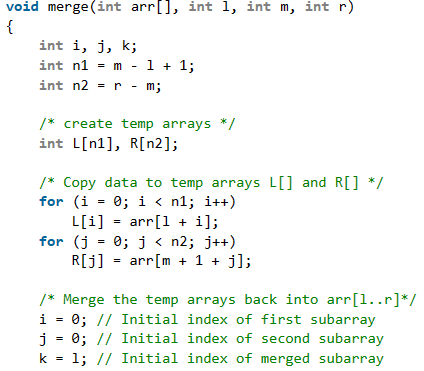 void merge(int arr[], int l, int m, int r)
{
    int i, j, k;
    int n1 = m - l + 1;
    int n2 = r - m;

    /* create temp arrays */
    int L[n1], R[n2];

    /* Copy data to temp arrays L[] and R[] */
    for (i = 0; i < n1; i++)
        L[i] = arr[l + i];
    for (j = 0; j < n2; j++)
        R[j] = arr[m + 1 + j];

    /* Merge the temp arrays back into arr[l..r]*/
    i = 0; // Initial index of first subarray
    j = 0; // Initial index of second subarray
    k = l; // Initial index of merged subarray